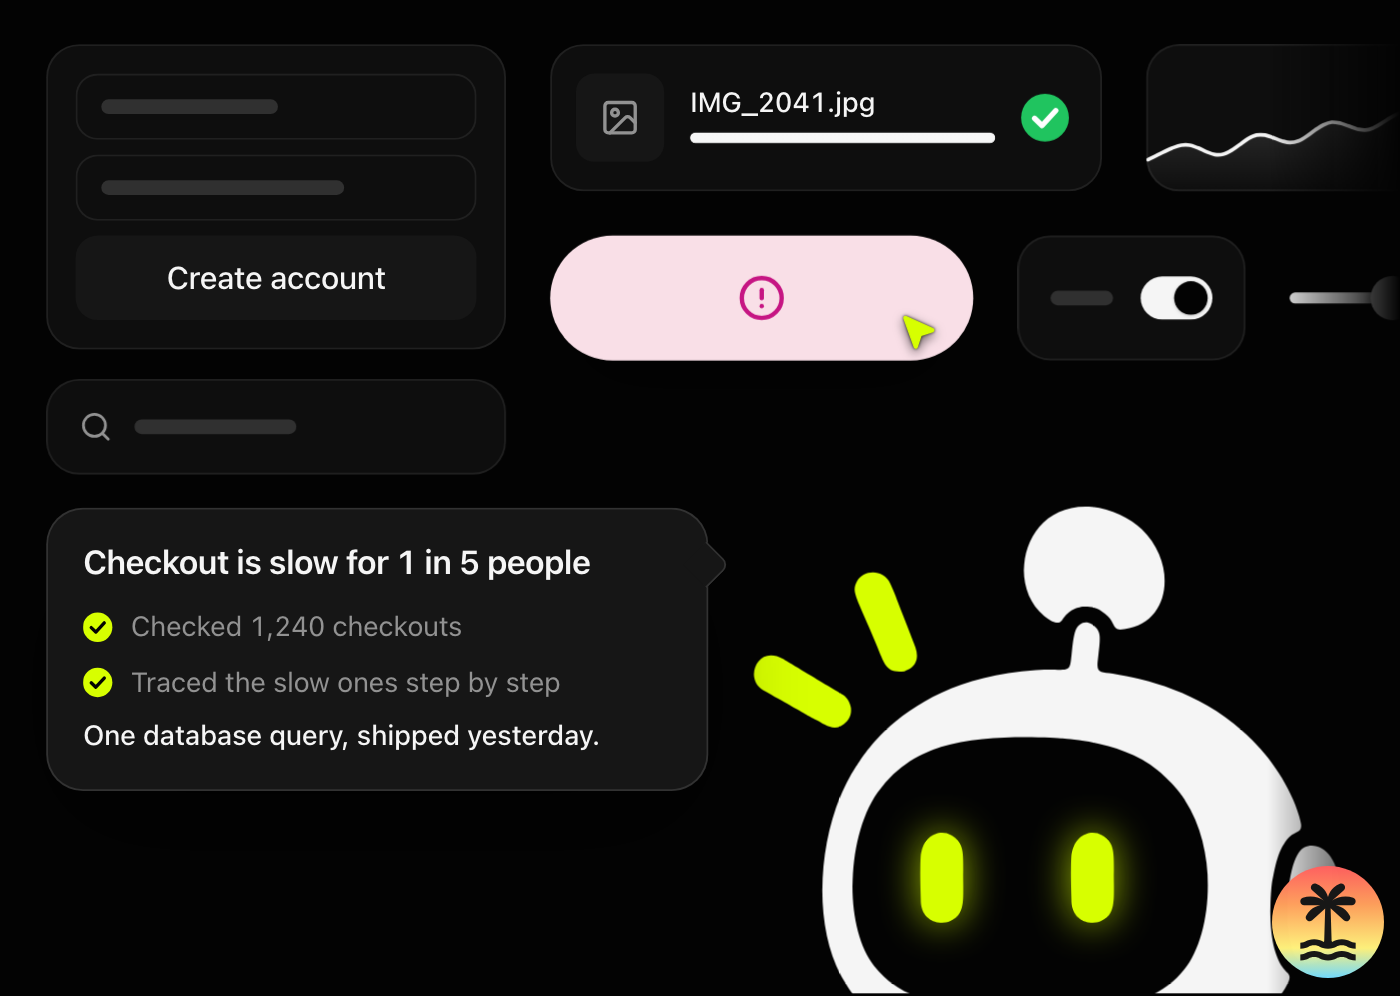 IMG_2041.jpg
Create account
Checkout is slow for 1 in 5 people
Checked 1,240 checkouts
Traced the slow ones step by step
One database query, shipped yesterday.